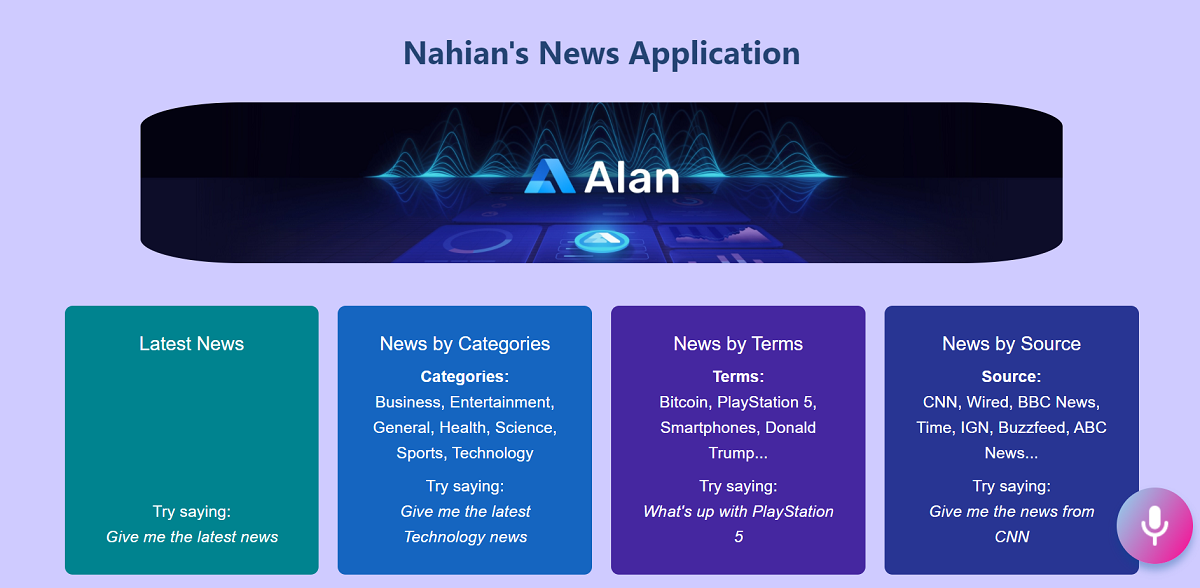 Nahian's News Application
Alan
Latest News
Try saying:
Give me the latest news
News by Categories
Categories:
Business, Entertainment,
General, Health, Science,
Sports, Technology
Try saying:
Give me the latest
Technology news
News by Terms
Terms:
Bitcoin, PlayStation 5,
Smartphones, Donald
Trump...
Try saying:
What's up with PlayStation
5
News by Source
Source:
CNN, Wired, BBC News,
Time, IGN, Buzzfeed, ABC
News...
Try saying:
Give me the news from
CNN